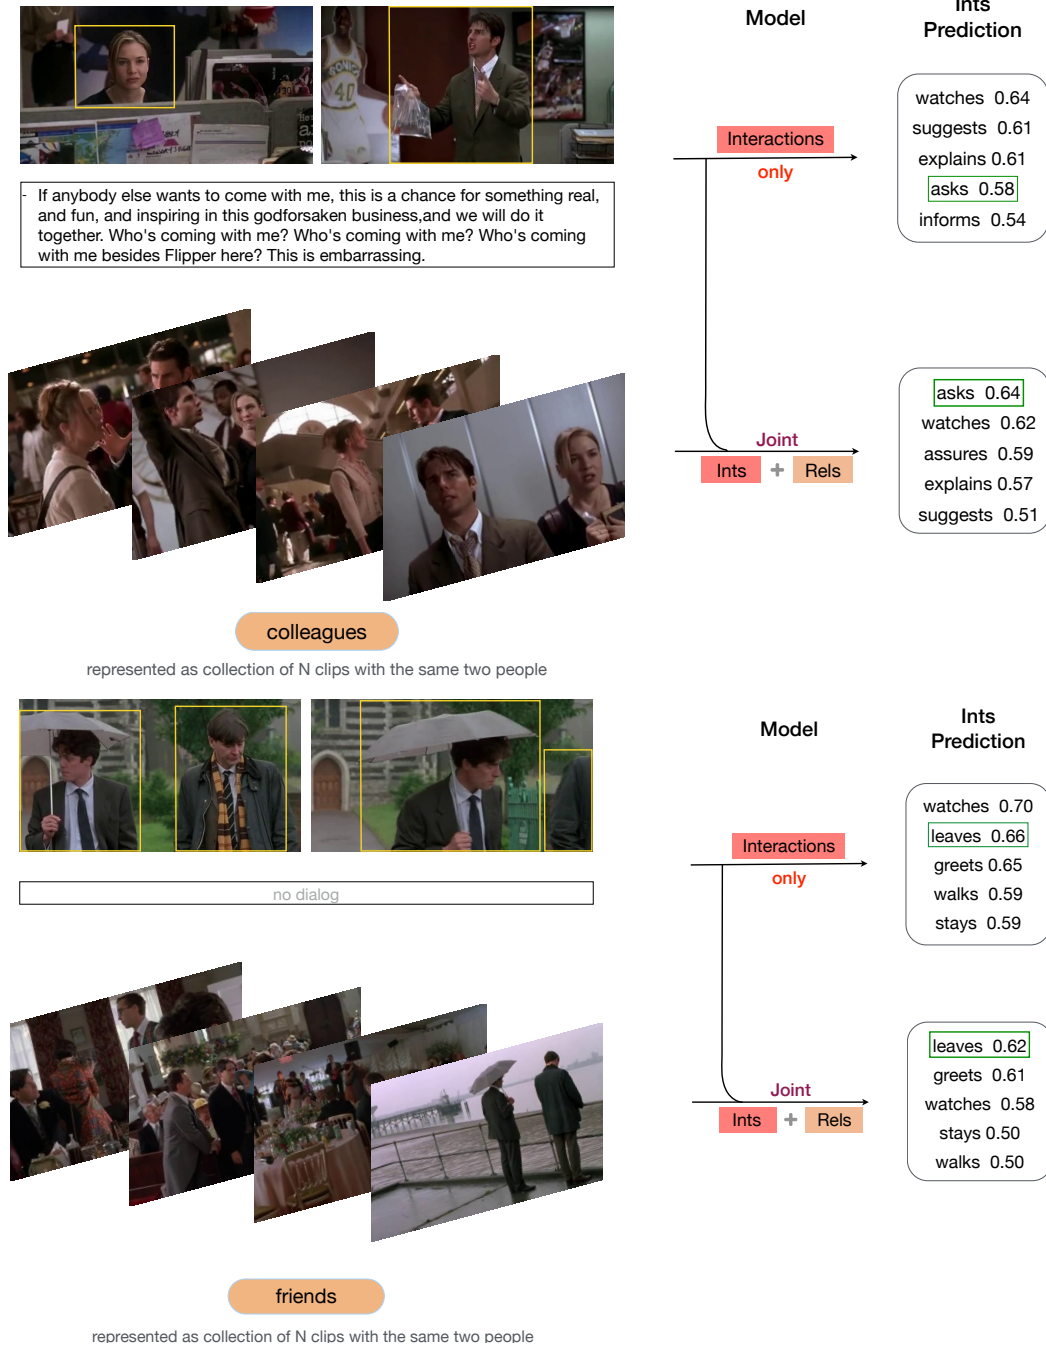 Model
Ints
Prediction
SONICS
40
- If anybody else wants to come with me, this is a chance for something real,
and fun, and inspiring in this godforsaken business,and we will do it
together. Who's coming with me? Who's coming with me? Who's coming
with me besides Flipper here? This is embarrassing.
Interactions
only
watches 0.64
suggests 0.61
explains 0.61
asks 0.58
informs 0.54
Joint
Ints + Rels
asks 0.64
watches 0.62
assures 0.59
explains 0.57
suggests 0.51
colleagues
represented as collection of N clips with the same two people
Model
Ints
Prediction
no dialog
Interactions
only
watches 0.70
leaves 0.66
greets 0.65
walks 0.59
stays 0.59
Joint
Ints + Rels
leaves 0.62
greets 0.61
watches 0.58
stays 0.50
walks 0.50
friends
represented as collection of N clips with the same two people